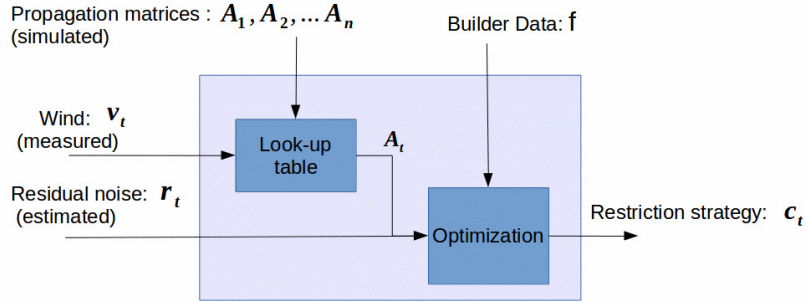 Propagation matrices : A1 , A2 , ... An
(simulated)
Builder Data: f
Wind: vt
(measured)
Look-up
table
At
Residual noise: rt
(estimated)
Optimization
Restriction strategy: ct